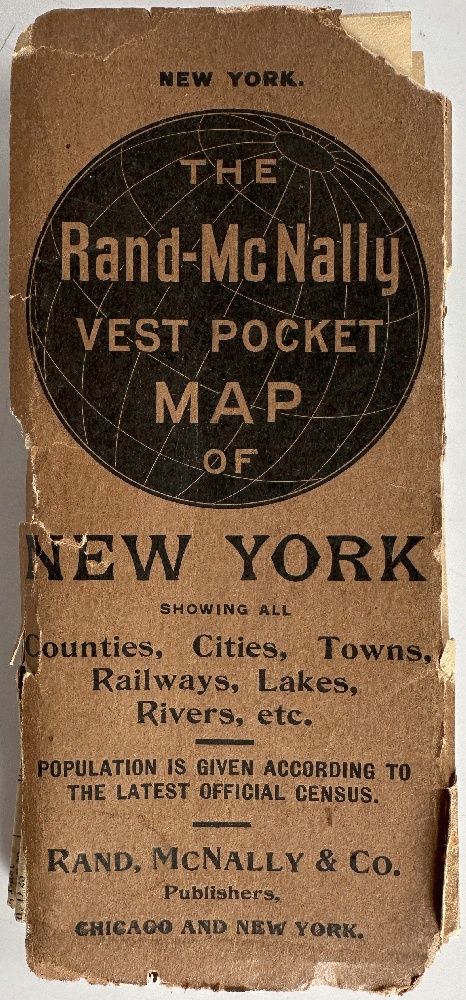 NEW YORK.
THE
Rand-McNally
VEST POCKET
MAP
OF
NEW YORK
SHOWING ALL
Counties, Cities, Towns,
Railways, Lakes,
Rivers, etc.
POPULATION IS GIVEN ACCORDING TO
THE LATEST OFFICIAL CENSUS.
RAND, MCNALLY & CO.
Publishers,
CHICAGO AND NEW YORK.